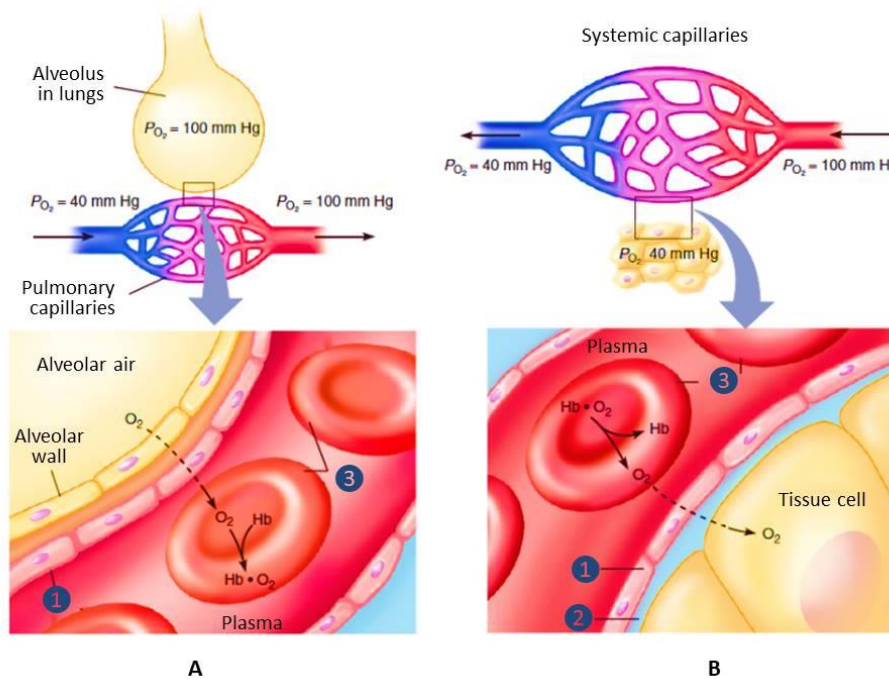 Alveolus
in lungs
PO2 = 100 mm Hg
PO2 = 40 mm Hg
PO2 = 100 mm Hg
Pulmonary
capillaries
Alveolar air
O2
Alveolar
wall
3
O2
Hb
Hb • O2
1
Plasma
A
Systemic capillaries
PO2 = 40 mm Hg
PO2 = 100 mm Hg
PO2 40 mm Hg
Plasma
3
Hb • O2
Hb
O2
Tissue cell
O2
1
2
B